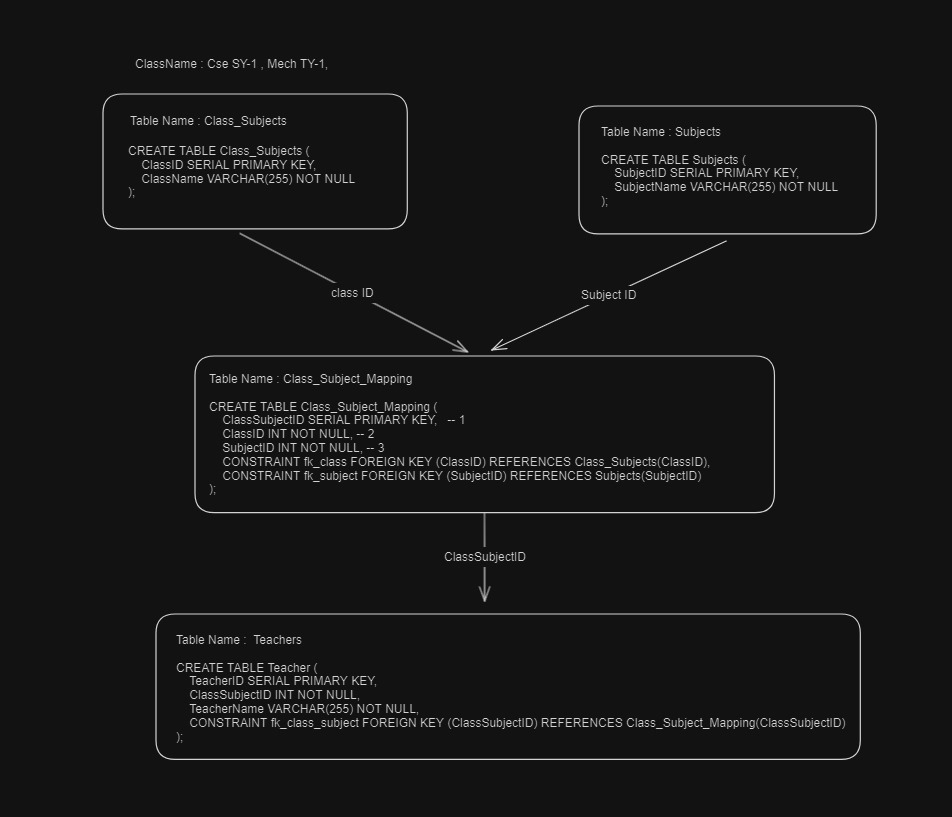 ClassName : Cse SY-1 , Mech TY-1,
Table Name : Class_Subjects
CREATE TABLE Class_Subjects (
ClassID SERIAL PRIMARY KEY,
ClassName VARCHAR(255) NOT NULL
);
Table Name : Subjects
CREATE TABLE Subjects (
SubjectID SERIAL PRIMARY KEY,
SubjectName VARCHAR(255) NOT NULL
);
class ID
Subject ID
Table Name : Class_Subject_Mapping
CREATE TABLE Class_Subject_Mapping (
ClassSubjectID SERIAL PRIMARY KEY,   -- 1
ClassID INT NOT NULL, -- 2
SubjectID INT NOT NULL, -- 3
CONSTRAINT fk_class FOREIGN KEY (ClassID) REFERENCES Class_Subjects(ClassID),
CONSTRAINT fk_subject FOREIGN KEY (SubjectID) REFERENCES Subjects(SubjectID)
);
ClassSubjectID
Table Name :  Teachers
CREATE TABLE Teacher (
TeacherID SERIAL PRIMARY KEY,
ClassSubjectID INT NOT NULL,
TeacherName VARCHAR(255) NOT NULL,
CONSTRAINT fk_class_subject FOREIGN KEY (ClassSubjectID) REFERENCES Class_Subject_Mapping(ClassSubjectID)
);